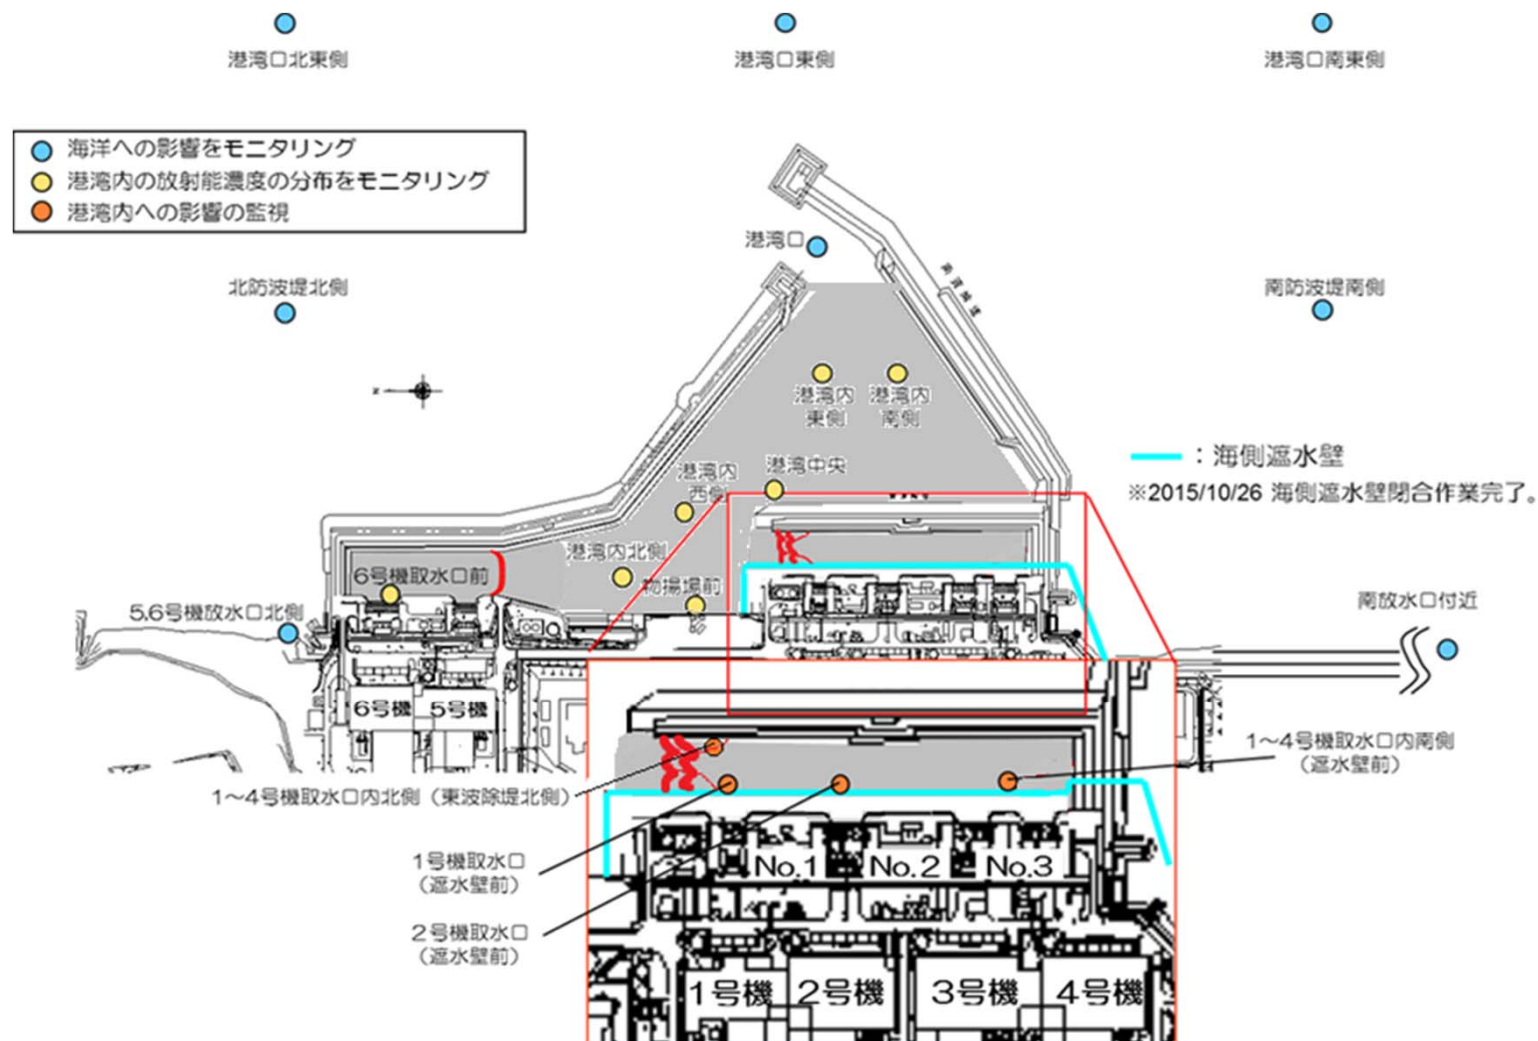 港湾口北東側
港湾口東側
港湾口南東側
海洋への影響をモニタリング
港湾内の放射能濃度の分布をモニタリング
港湾内への影響の監視
港湾口
北防波堤北側
南防波堤南側
港湾内
東側
港湾内
南側
：海側遮水壁
※2015/10/26 海側遮水壁閉合作業完了。
港湾中央
港湾内
西側
港湾内北側
6号機取水口前
物揚場前
5,6号機放水口北側
南放水口付近
6号機
5号機
1～4号機取水口内南側
（遮水壁前）
1～4号機取水口内北側（東波除堤北側）
1号機取水口
（遮水壁前）
2号機取水口
（遮水壁前）
No.1
No.2
No.3
1号機
2号機
3号機
4号機